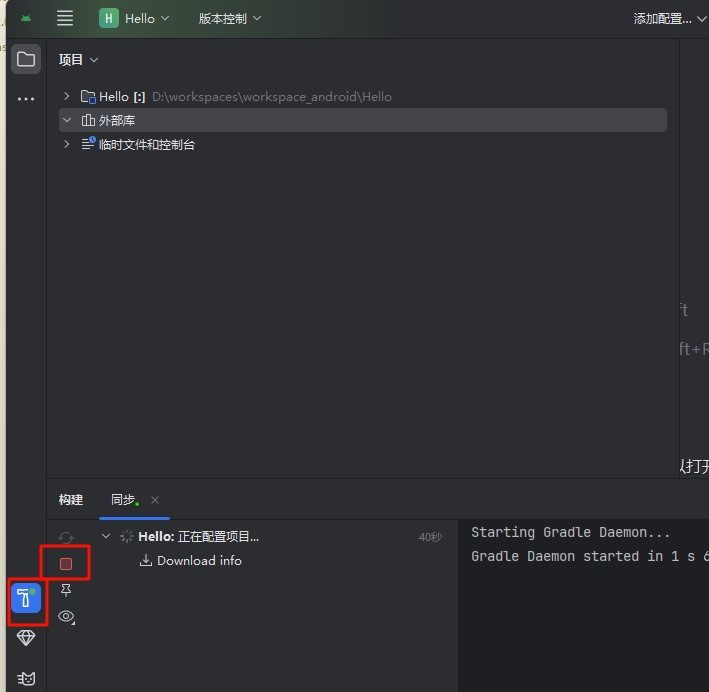 H Hello 版本控制 添加配置...
项目
Hello [:] D:\workspaces\workspace_android\Hello
外部库
临时文件和控制台
ft
ft+R
以打开
构建 同步
Hello: 正在配置项目... 40秒
Download info
Starting Gradle Daemon...
Gradle Daemon started in 1 s 6